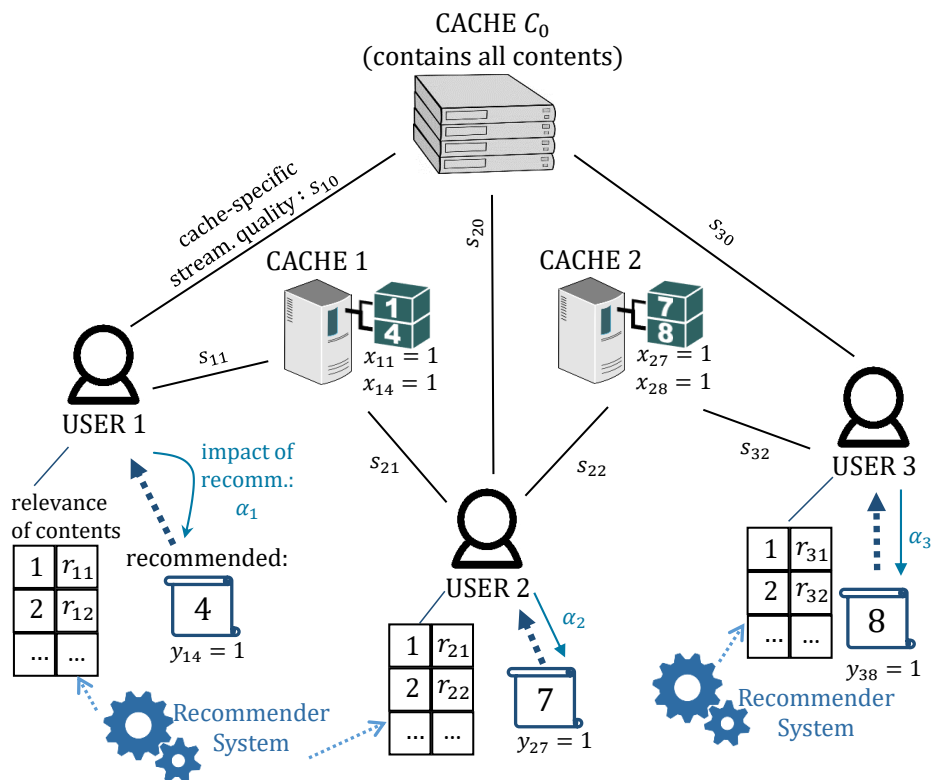 CACHE C₀
(contains all contents)
cache-specific
stream. quality : s₁₀
s₂₀
s₃₀
CACHE 1
1
4
x₁₁ = 1
x₁₄ = 1
CACHE 2
7
8
x₂₇ = 1
x₂₈ = 1
s₁₁
USER 1
s₂₁
s₂₂
s₃₂
USER 3
impact of
recomm.:
α₁
relevance
of contents
1 r₁₁
2 r₁₂
... ...
recommended:
4
y₁₄ = 1
USER 2
α₂
1 r₂₁
2 r₂₂
... ...
7
y₂₇ = 1
α₃
1 r₃₁
2 r₃₂
... ...
8
y₃₈ = 1
Recommender
System
Recommender
System